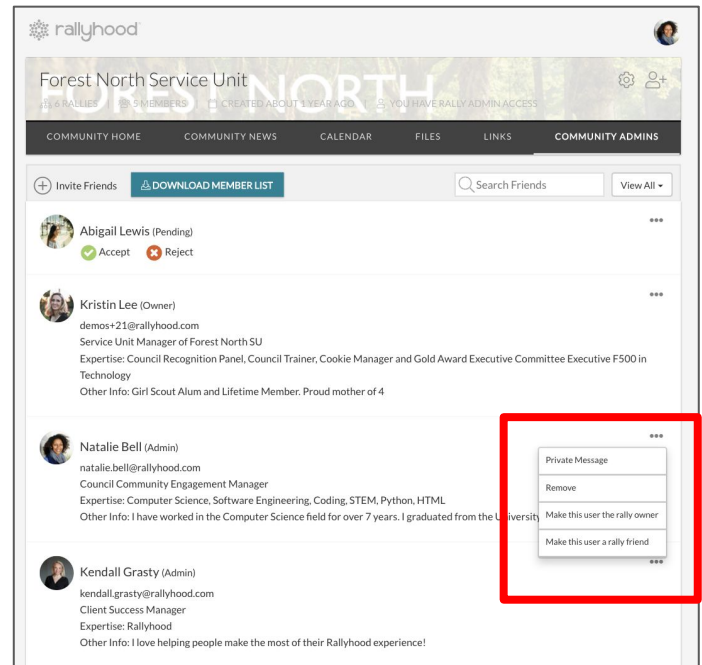 rallyhood
Forest North Service Unit
FOREST NORTH
6 RALLIES 5 MEMBERS CREATED ABOUT 1 YEAR AGO YOU HAVE RALLY ADMIN ACCESS
COMMUNITY HOME COMMUNITY NEWS CALENDAR FILES LINKS COMMUNITY ADMINS
Invite Friends DOWNLOAD MEMBER LIST Search Friends View All
Abigail Lewis (Pending)
Accept Reject
Kristin Lee (Owner)
demos+21@rallyhood.com
Service Unit Manager of Forest North SU
Expertise: Council Recognition Panel, Council Trainer, Cookie Manager and Gold Award Executive Committee Executive F500 in
Technology
Other Info: Girl Scout Alum and Lifetime Member. Proud mother of 4
Natalie Bell (Admin)
natalie.bell@rallyhood.com
Council Community Engagement Manager
Expertise: Computer Science, Software Engineering, Coding, STEM, Python, HTML
Other Info: I have worked in the Computer Science field for over 7 years. I graduated from the University
Private Message
Remove
Make this user the rally owner
Make this user a rally friend
Kendall Grasty (Admin)
kendall.grasty@rallyhood.com
Client Success Manager
Expertise: Rallyhood
Other Info: I love helping people make the most of their Rallyhood experience!